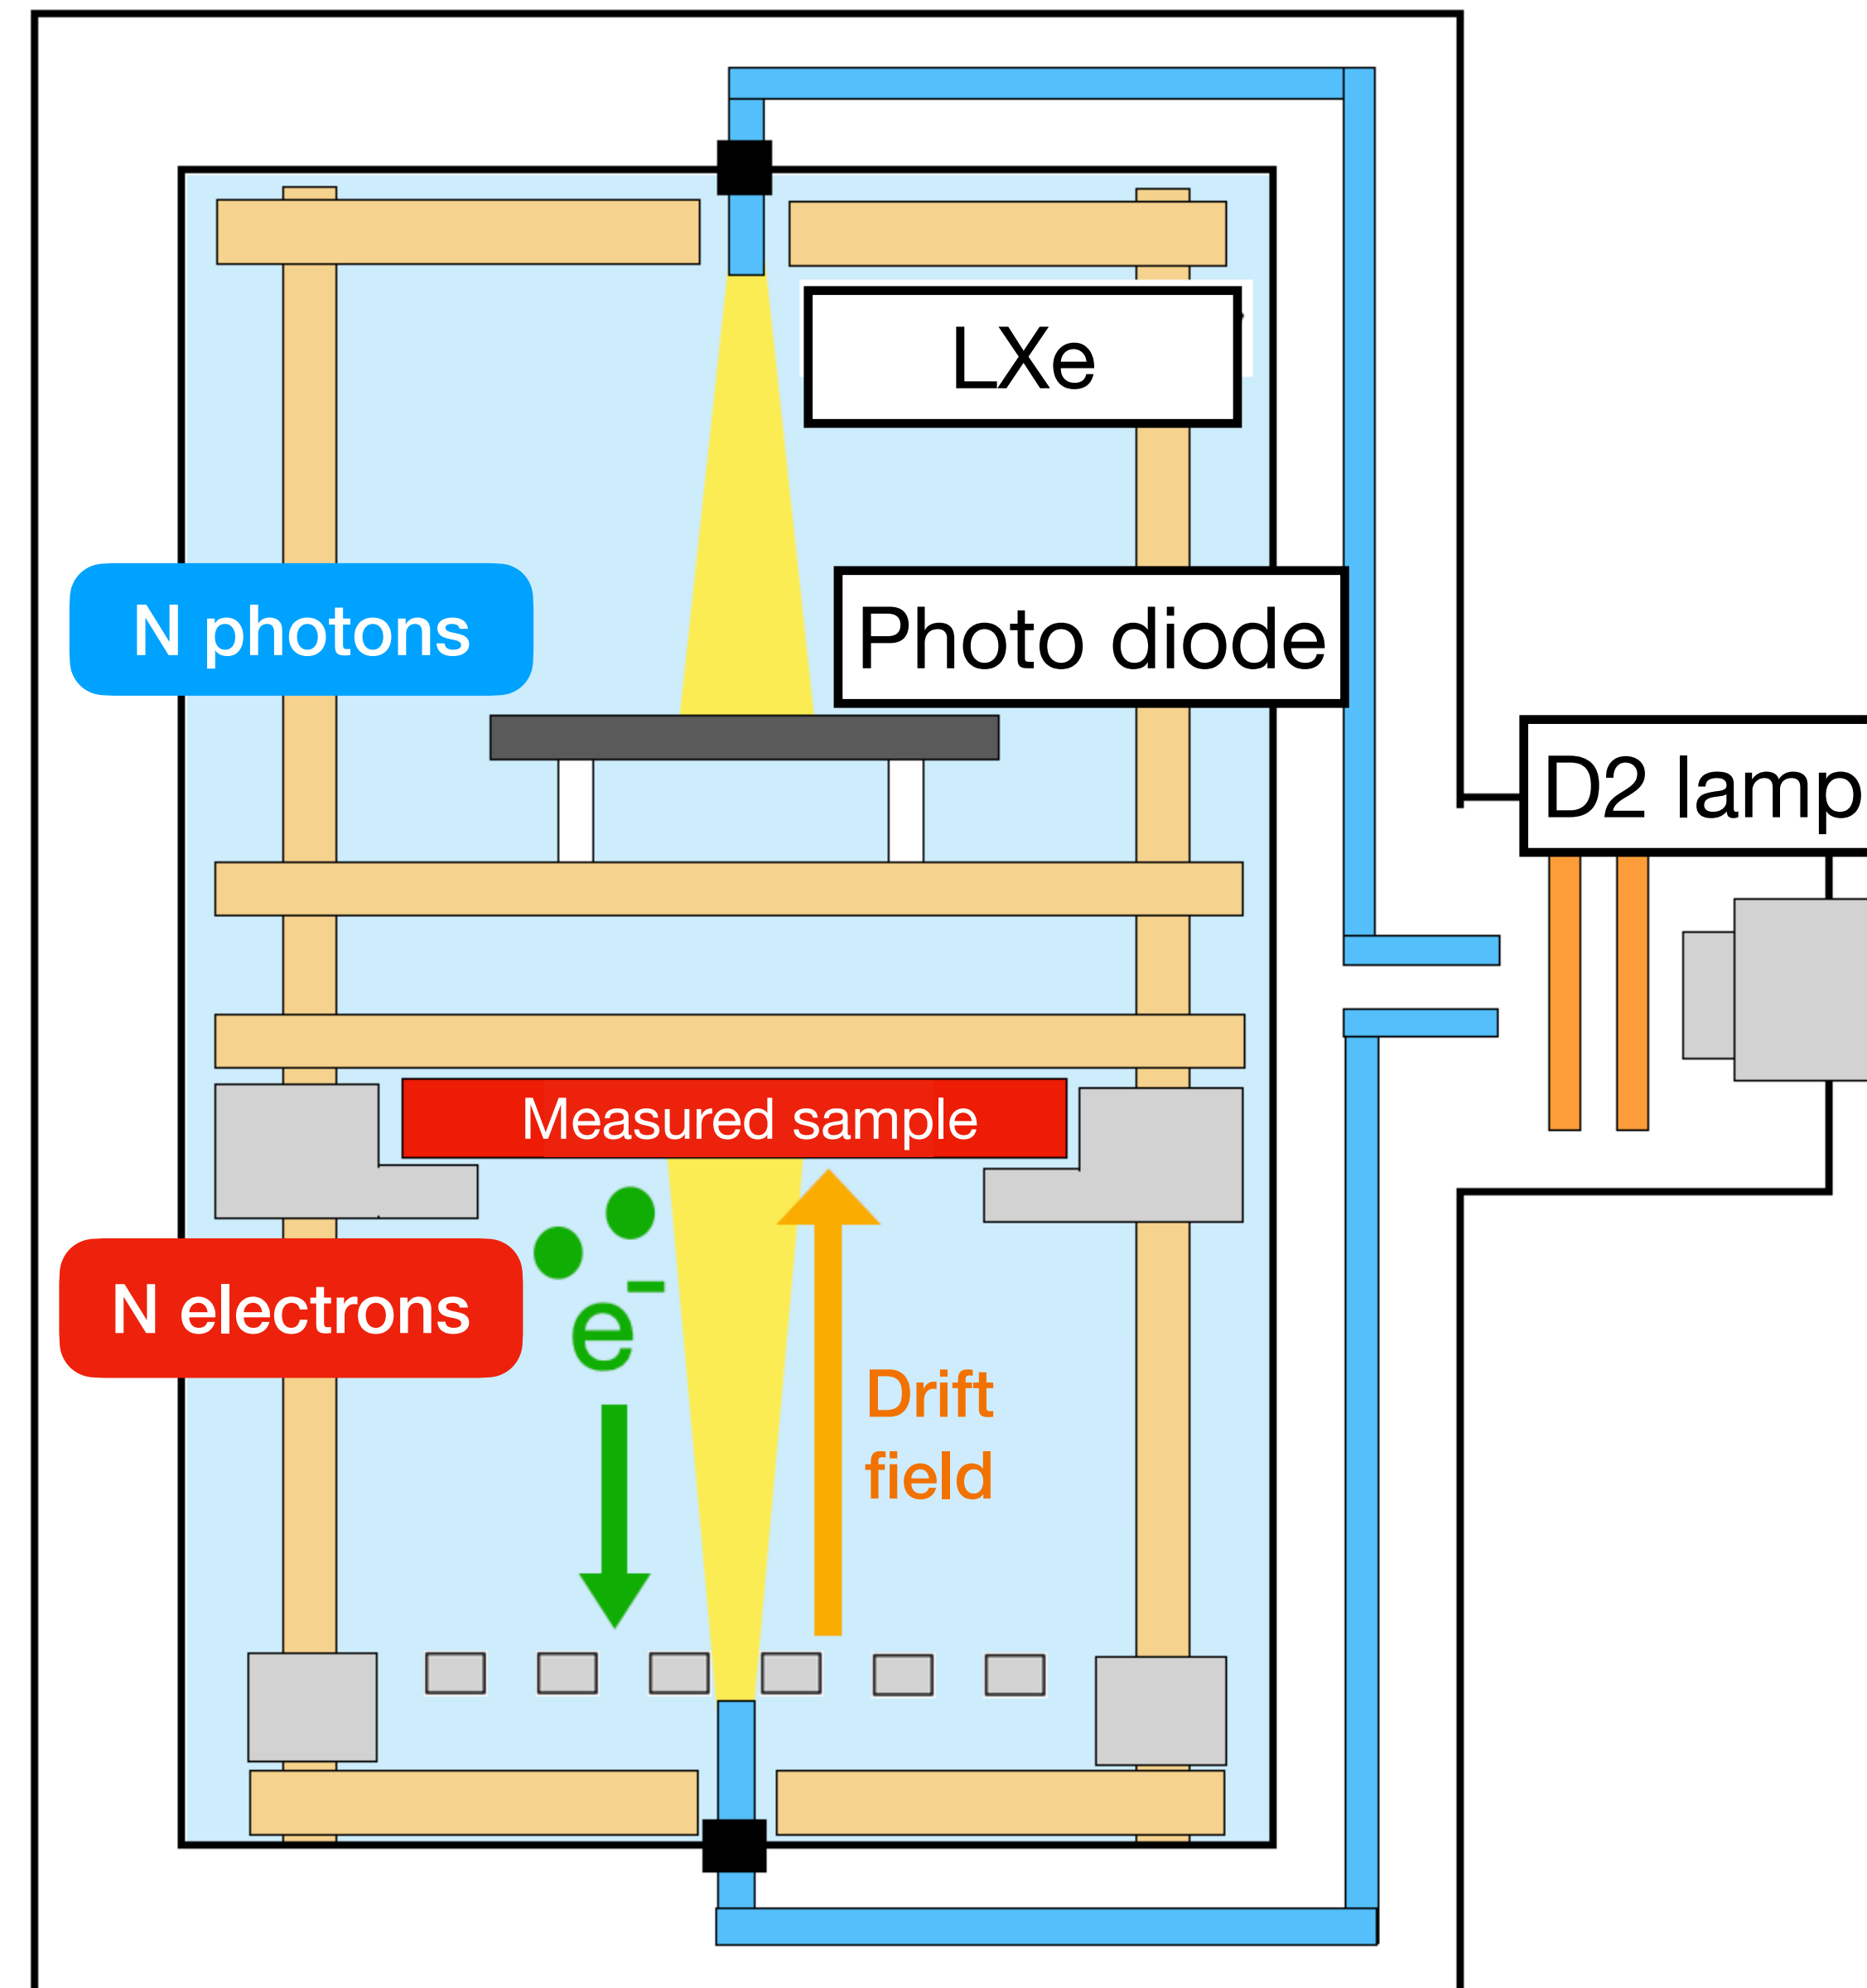 LXe
N photons
Photo diode
D2 lamp
Measured sample
N electrons
e-
Drift
field